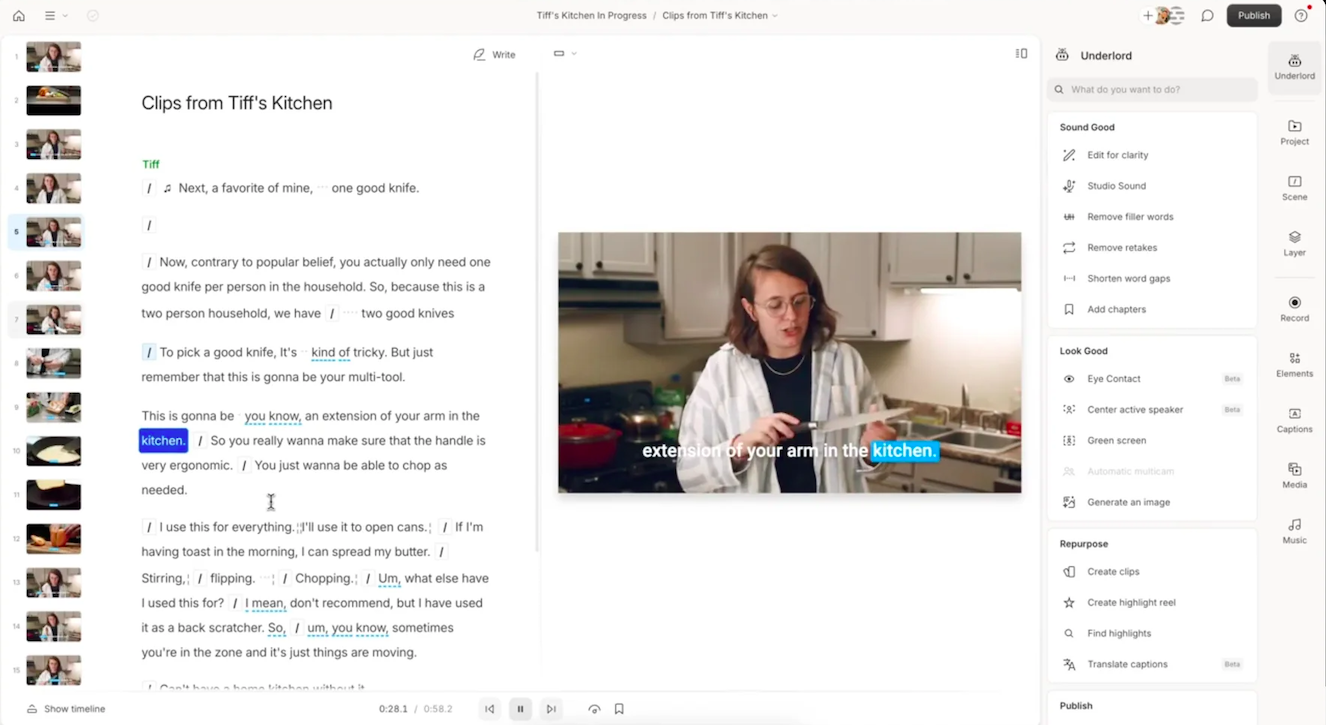 Tiff's Kitchen In Progress / Clips from Tiff's Kitchen
Publish
Write
1
2
3
4
5
6
7
8
9
10
11
12
13
14
15
Clips from Tiff's Kitchen
Tiff
/ ♫ Next, a favorite of mine, ··· one good knife.
/
/ Now, contrary to popular belief, you actually only need one
good knife per person in the household. So, because this is a
two person household, we have / ···· two good knives
/ To pick a good knife, It's ·· kind of tricky. But just
remember that this is gonna be your multi-tool.
This is gonna be · you know, an extension of your arm in the
kitchen. / So you really wanna make sure that the handle is
very ergonomic. / You just wanna be able to chop as
needed.
/ I use this for everything.¦I'll use it to open cans.¦ / If I'm
having toast in the morning, I can spread my butter. /
Stirring,¦ / flipping. ···¦ / Chopping.¦ / Um, what else have
I used this for? / I mean, don't recommend, but I have used
it as a back scratcher. So, / um, you know, sometimes
you're in the zone and it's just things are moving.
/ Can't have a home kitchen without it
extension of your arm in the kitchen.
Underlord
What do you want to do?
Sound Good
Edit for clarity
Studio Sound
UH Remove filler words
Remove retakes
Shorten word gaps
Add chapters
Look Good
Eye Contact Beta
Center active speaker Beta
Green screen
Automatic multicam
Generate an image
Repurpose
Create clips
Create highlight reel
Find highlights
Translate captions Beta
Publish
Underlord
Project
Scene
Layer
Record
Elements
Captions
Media
Music
Show timeline
0:28.1 / 0:58.2